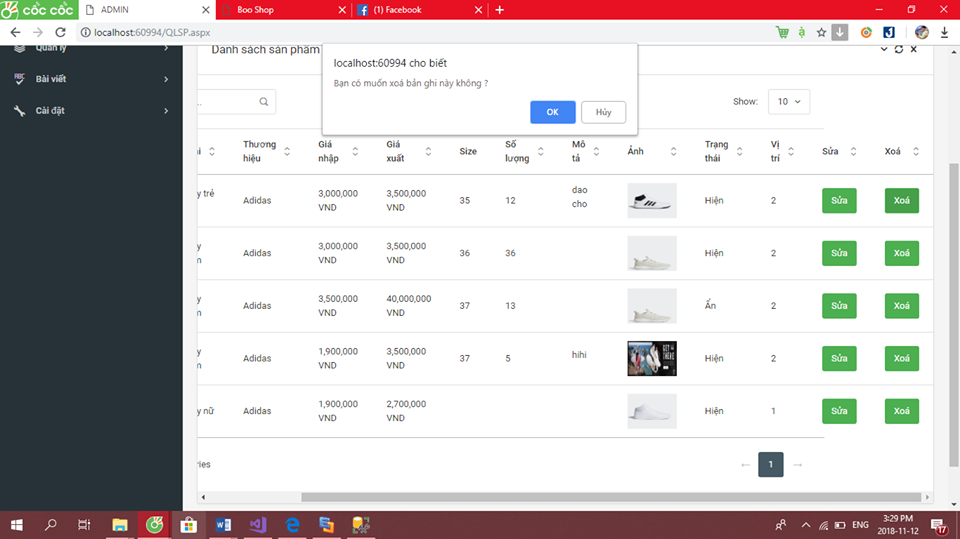 cốc cốc
ADMIN
Boo Shop
(1) Facebook
localhost:60994/QLSP.aspx
Quản lý
Bài viết
Cài đặt
Danh sách sản phẩm
localhost:60994 cho biết
Bạn có muốn xoá bản ghi này không ?
OK
Hủy
Show:
10
Thương hiệu
Giá nhập
Giá xuất
Size
Số lượng
Mô tả
Ảnh
Trạng thái
Vị trí
Sửa
Xoá
y trẻ
Adidas
3,000,000 VND
3,500,000 VND
35
12
dao cho
Hiện
2
Sửa
Xoá
y
Adidas
3,000,000 VND
3,500,000 VND
36
36
Hiện
2
Sửa
Xoá
y
Adidas
3,500,000 VND
40,000,000 VND
37
13
Ẩn
2
Sửa
Xoá
y
Adidas
1,900,000 VND
3,500,000 VND
37
5
hihi
Hiện
2
Sửa
Xoá
y nữ
Adidas
1,900,000 VND
2,700,000 VND
Hiện
1
Sửa
Xoá
ries
1
ENG
3:29 PM
2018-11-12
17